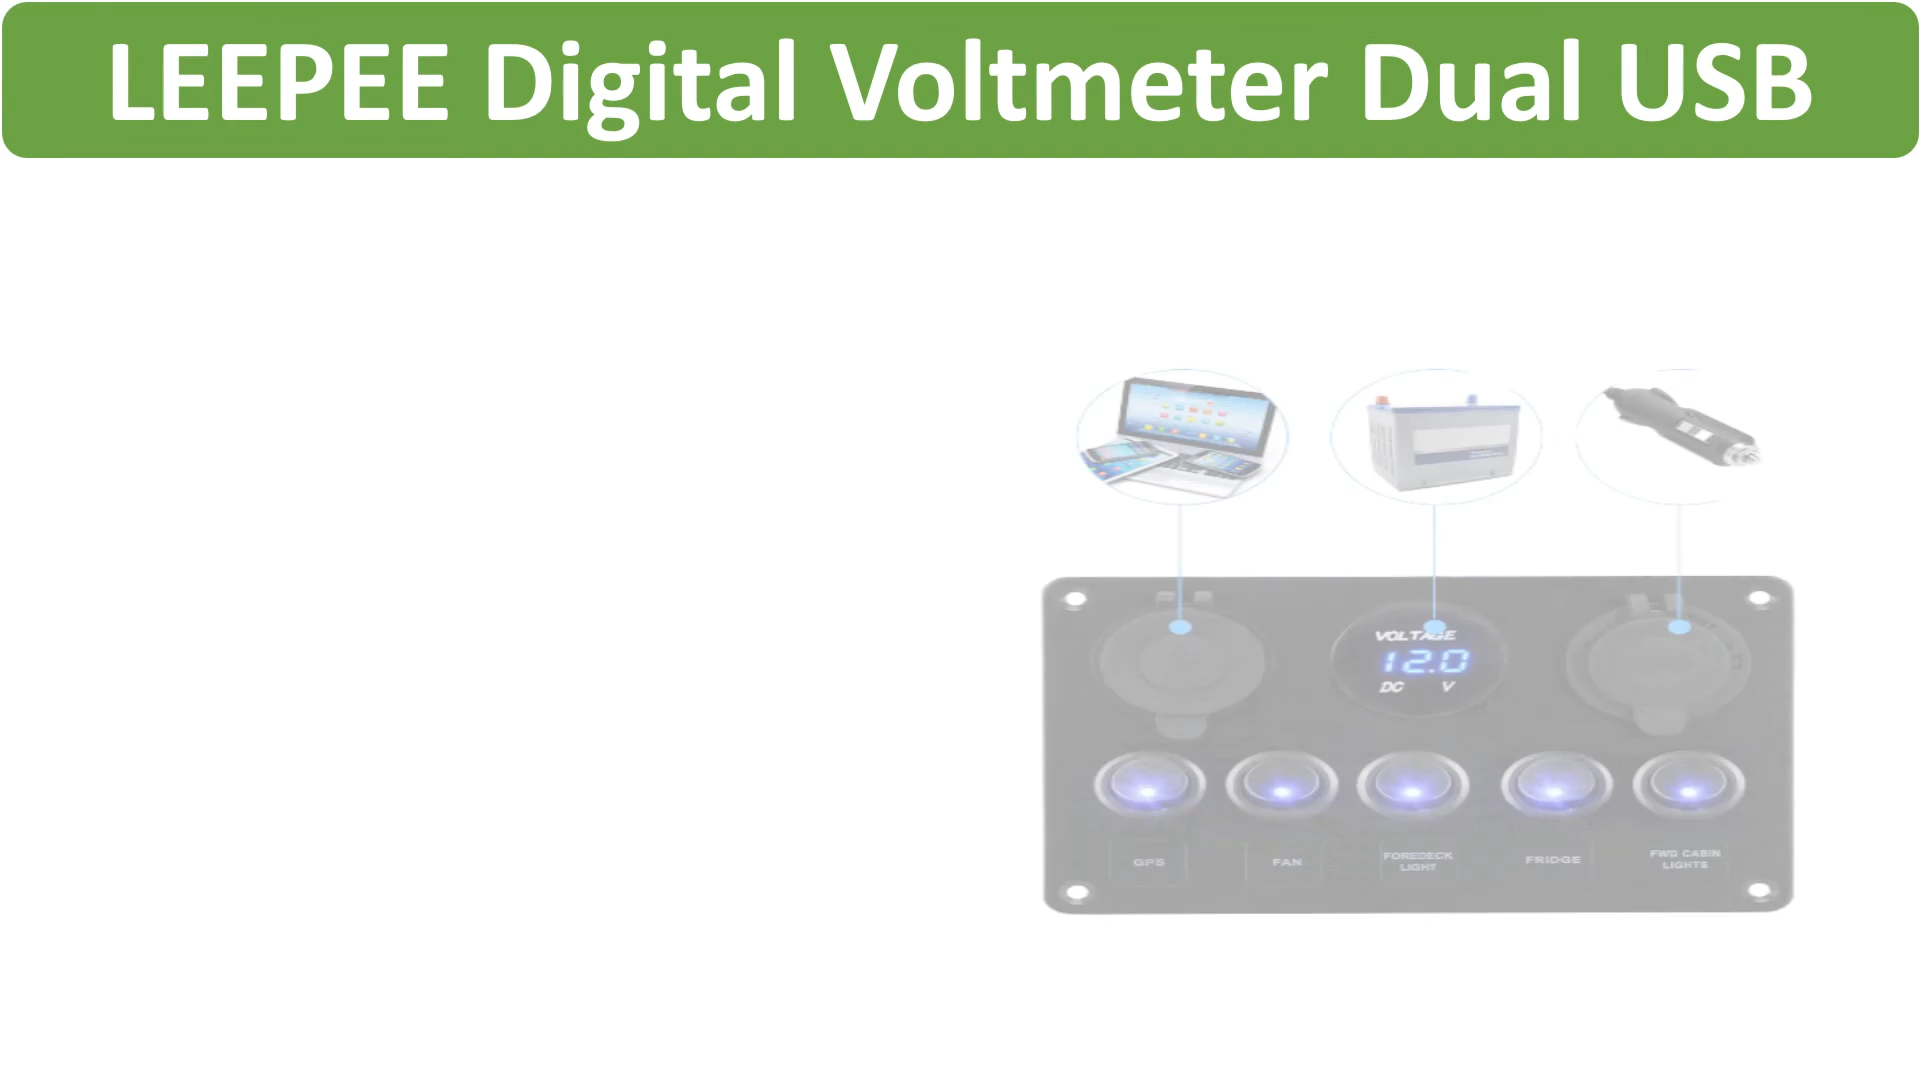 LEEPEE Digital Voltmeter Dual USB
VOLTAGE
12.0
DC V
GPS
FAN
FOREDECK
LIGHT
FRIDGE
FWD CABIN
LIGHTS